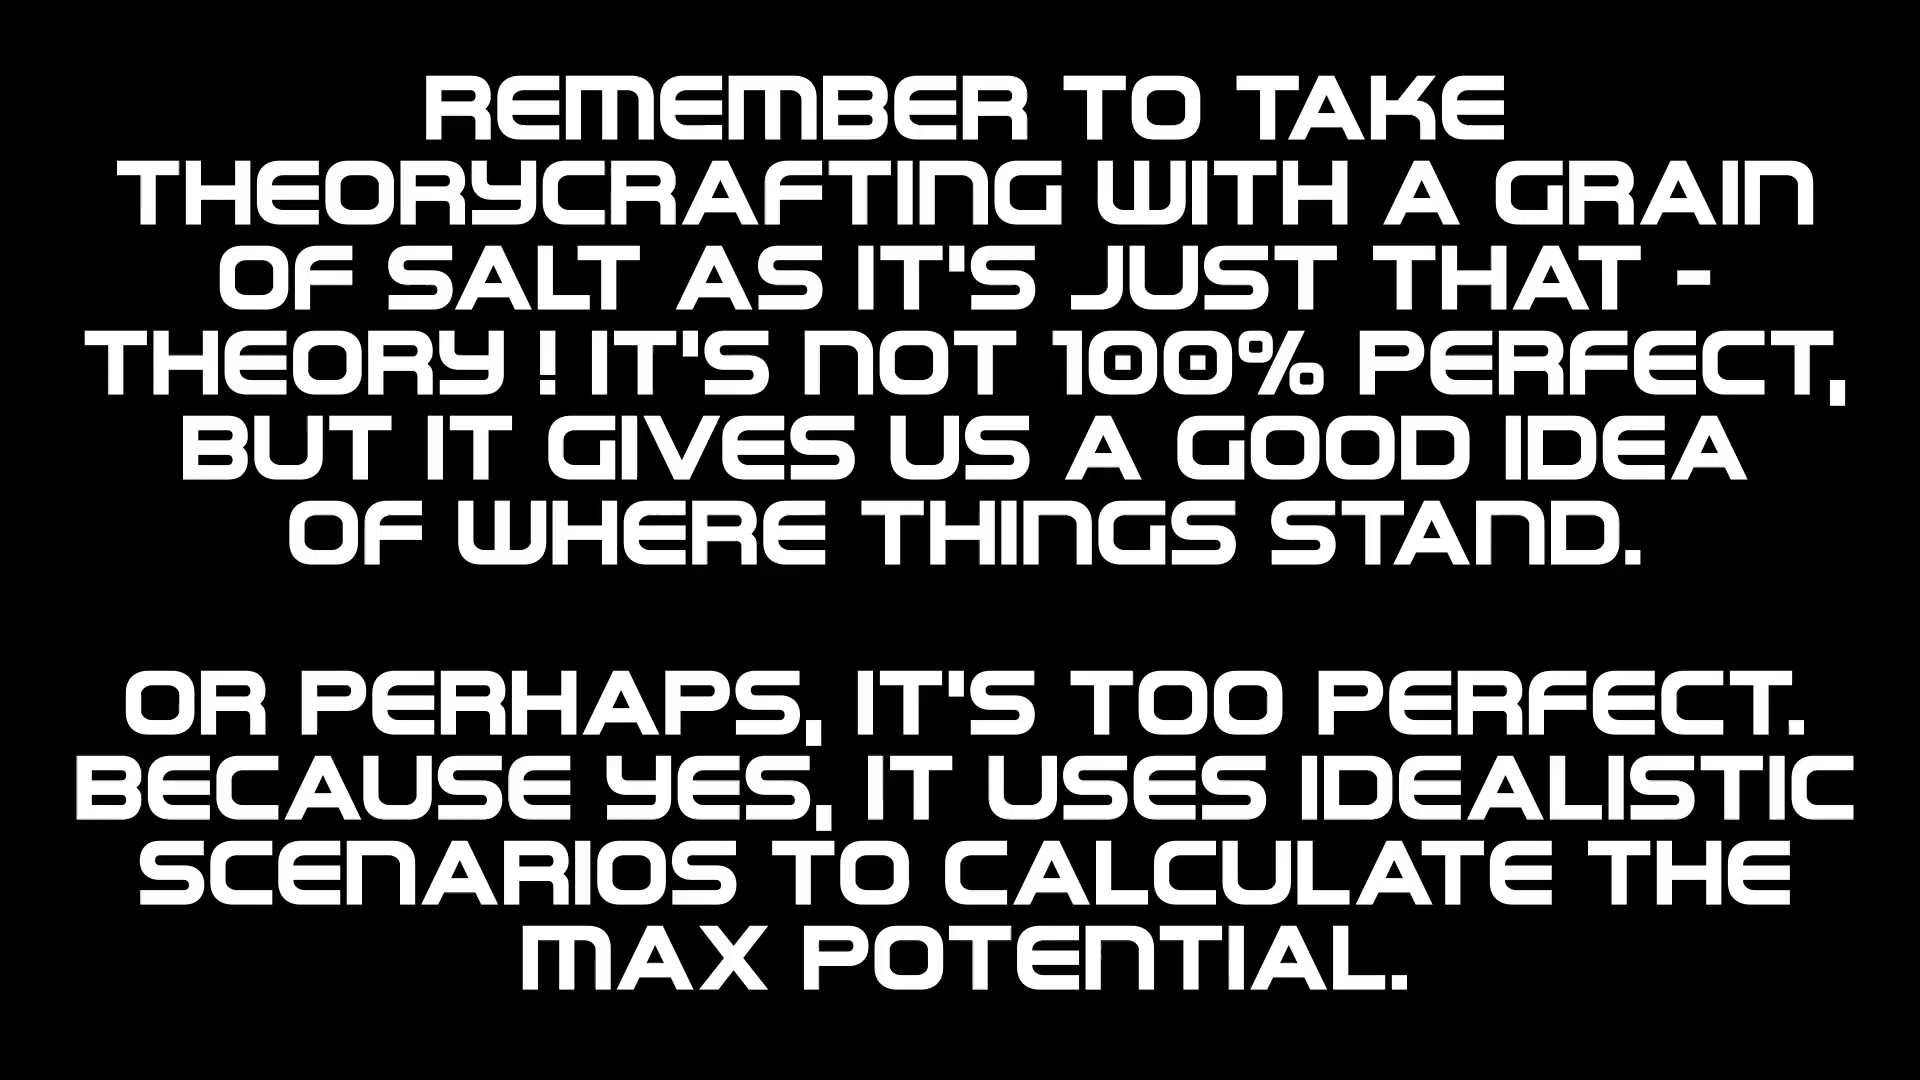 REMEMBER TO TAKE
THEORYCRAFTING WITH A GRAIN
OF SALT AS IT'S JUST THAT -
THEORY ! IT'S NOT 100% PERFECT,
BUT IT GIVES US A GOOD IDEA
OF WHERE THINGS STAND.
OR PERHAPS, IT'S TOO PERFECT.
BECAUSE YES, IT USES IDEALISTIC
SCENARIOS TO CALCULATE THE
MAX POTENTIAL.